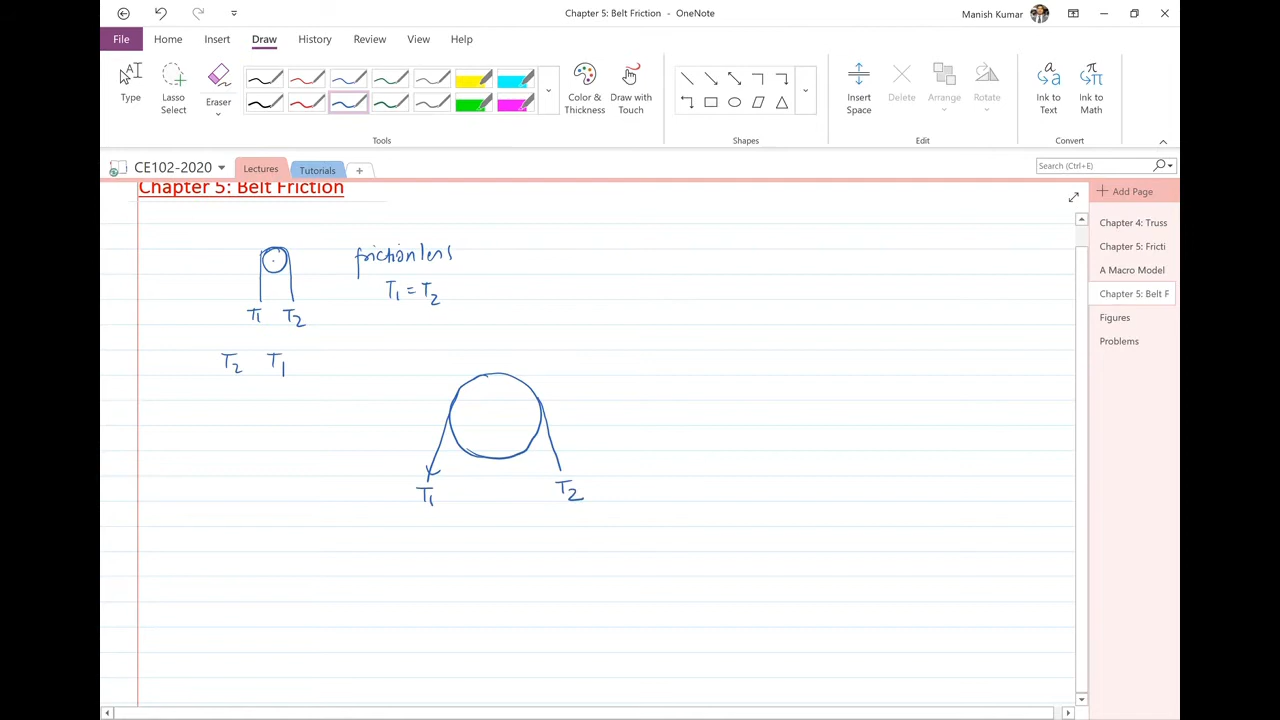 Chapter 5: Belt Friction - OneNote
Manish Kumar
File Home Insert Draw History Review View Help
Type
Lasso Select
Eraser
Color & Thickness
Draw with Touch
Insert Space
Delete
Arrange
Rotate
Ink to Text
Ink to Math
Tools
Shapes
Edit
Convert
CE102-2020
Lectures
Tutorials
Search (Ctrl+E)
Chapter 5: Belt Friction
Add Page
Chapter 4: Truss
Chapter 5: Fricti
A Macro Model
Chapter 5: Belt F
Figures
Problems
frictionless
T1 = T2
T1 T2
T2 T1
T1 T2